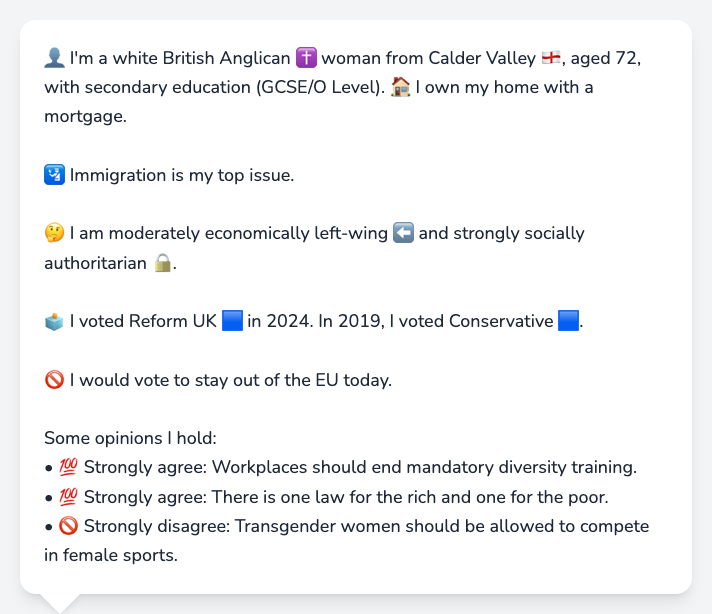 👤 I'm a white British Anglican ✝️ woman from Calder Valley 🏴󠁧󠁢󠁥󠁮󠁧󠁿, aged 72,
with secondary education (GCSE/O Level). 🏠 I own my home with a
mortgage.
🛂 Immigration is my top issue.
🤔 I am moderately economically left-wing ⬅️ and strongly socially
authoritarian 🔒.
🗳️ I voted Reform UK 🟦 in 2024. In 2019, I voted Conservative 🟦.
🚫 I would vote to stay out of the EU today.
Some opinions I hold:
• 💯 Strongly agree: Workplaces should end mandatory diversity training.
• 💯 Strongly agree: There is one law for the rich and one for the poor.
• 🚫 Strongly disagree: Transgender women should be allowed to compete
in female sports.